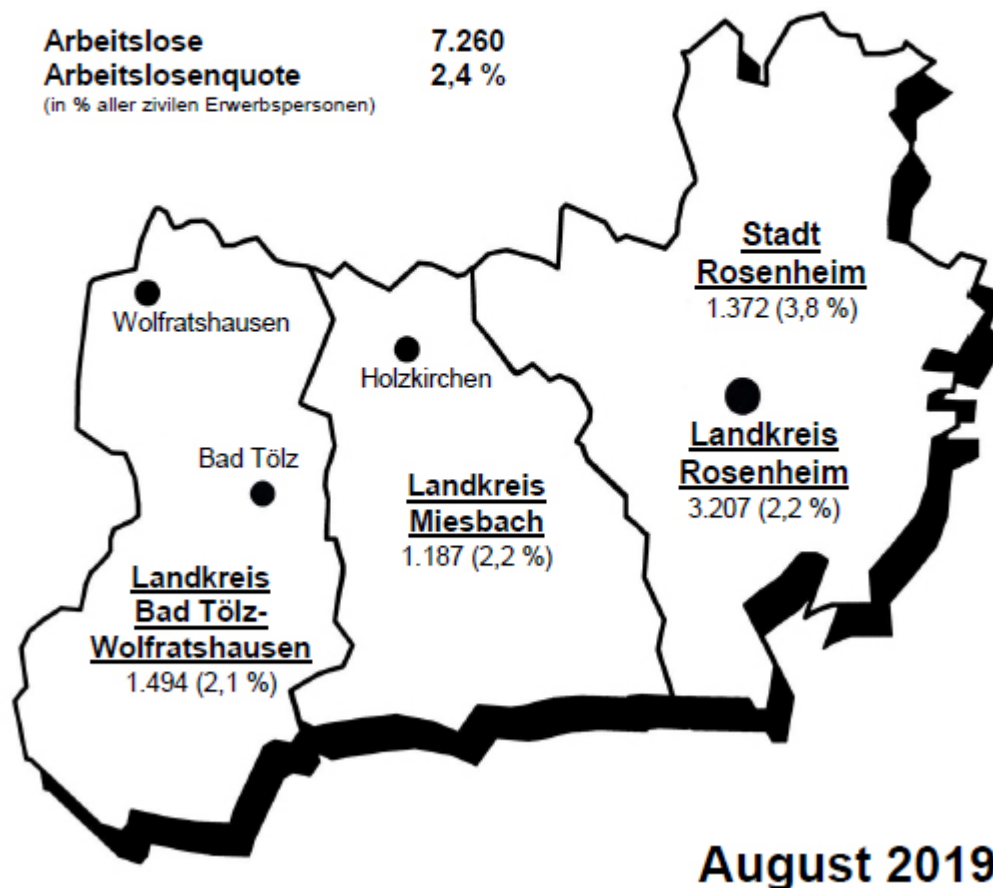 Arbeitslose 7.260
Arbeitslosenquote 2,4 %
(in % aller zivilen Erwerbspersonen)
Stadt
Rosenheim
1.372 (3,8 %)
Wolfratshausen
Holzkirchen
Landkreis
Rosenheim
3.207 (2,2 %)
Bad Tölz
Landkreis
Miesbach
1.187 (2,2 %)
Landkreis
Bad Tölz-
Wolfratshausen
1.494 (2,1 %)
August 2019